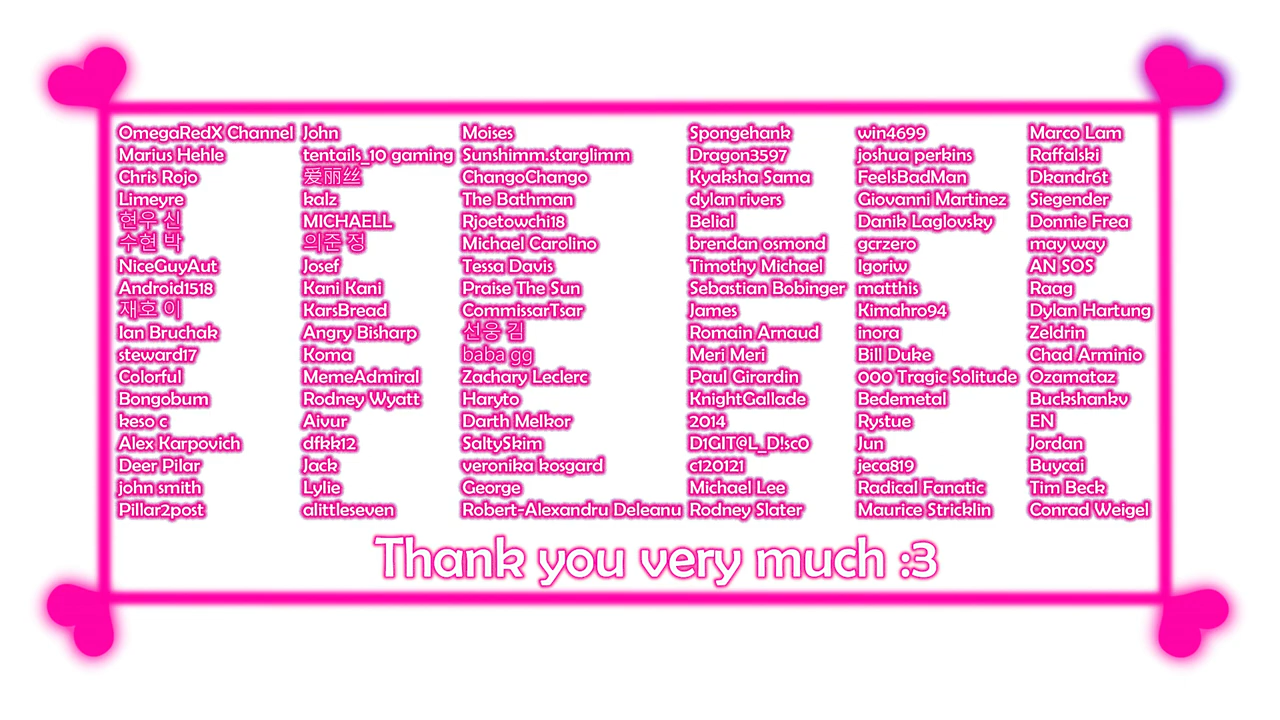 OmegaRedX Channel
Marius Hehle
Chris Rojo
Limeyre
현우 신
수현 박
NiceGuyAut
Android1518
재호 이
Ian Bruchak
steward17
Colorful
Bongobum
keso c
Alex Karpovich
Deer Pilar
john smith
Pillar2post
John
tentails_10 gaming
爱丽丝
kalz
MICHAELL
의준 정
Josef
Kani Kani
KarsBread
Angry Bisharp
Koma
MemeAdmiral
Rodney Wyatt
Aivur
dfkk12
Jack
Lylie
alittleseven
Moises
Sunshimm.starglimm
ChangoChango
The Bathman
Rjoetowchi18
Michael Carolino
Tessa Davis
Praise The Sun
CommissarTsar
선웅 김
baba gg
Zachary Leclerc
Haryto
Darth Melkor
SaltySkim
veronika kosgard
George
Robert-Alexandru Deleanu
Spongehank
Dragon3597
Kyaksha Sama
dylan rivers
Belial
brendan osmond
Timothy Michael
Sebastian Bobinger
James
Romain Arnaud
Meri Meri
Paul Girardin
KnightGallade
2014
D1GIT@L_D!sc0
c120121
Michael Lee
Rodney Slater
win4699
joshua perkins
FeelsBadMan
Giovanni Martinez
Danik Laglovsky
gcrzero
Igoriw
matthis
Kimahro94
inora
Bill Duke
000 Tragic Solitude
Bedemetal
Rystue
Jun
jeca819
Radical Fanatic
Maurice Stricklin
Marco Lam
Raffalski
Dkandr6t
Siegender
Donnie Frea
may way
AN SOS
Raag
Dylan Hartung
Zeldrin
Chad Arminio
Ozamataz
Buckshankv
EN
Jordan
Buycai
Tim Beck
Conrad Weigel
Thank you very much :3